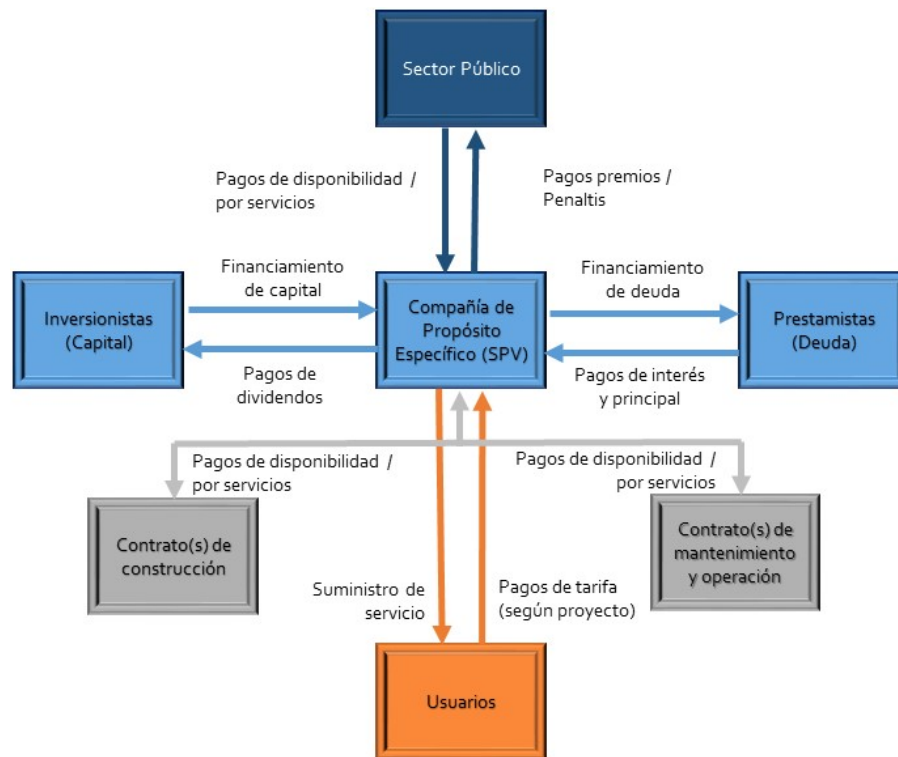 Sector Público
Pagos de disponibilidad /
por servicios
Pagos premios /
Penaltis
Financiamiento
de capital
Financiamiento
de deuda
Inversionistas
(Capital)
Compañía de
Propósito
Específico (SPV)
Prestamistas
(Deuda)
Pagos de
dividendos
Pagos de interés
y principal
Pagos de disponibilidad /
por servicios
Pagos de disponibilidad /
por servicios
Contrato(s) de
construcción
Contrato(s) de
mantenimiento
y operación
Suministro de
servicio
Pagos de tarifa
(según proyecto)
Usuarios